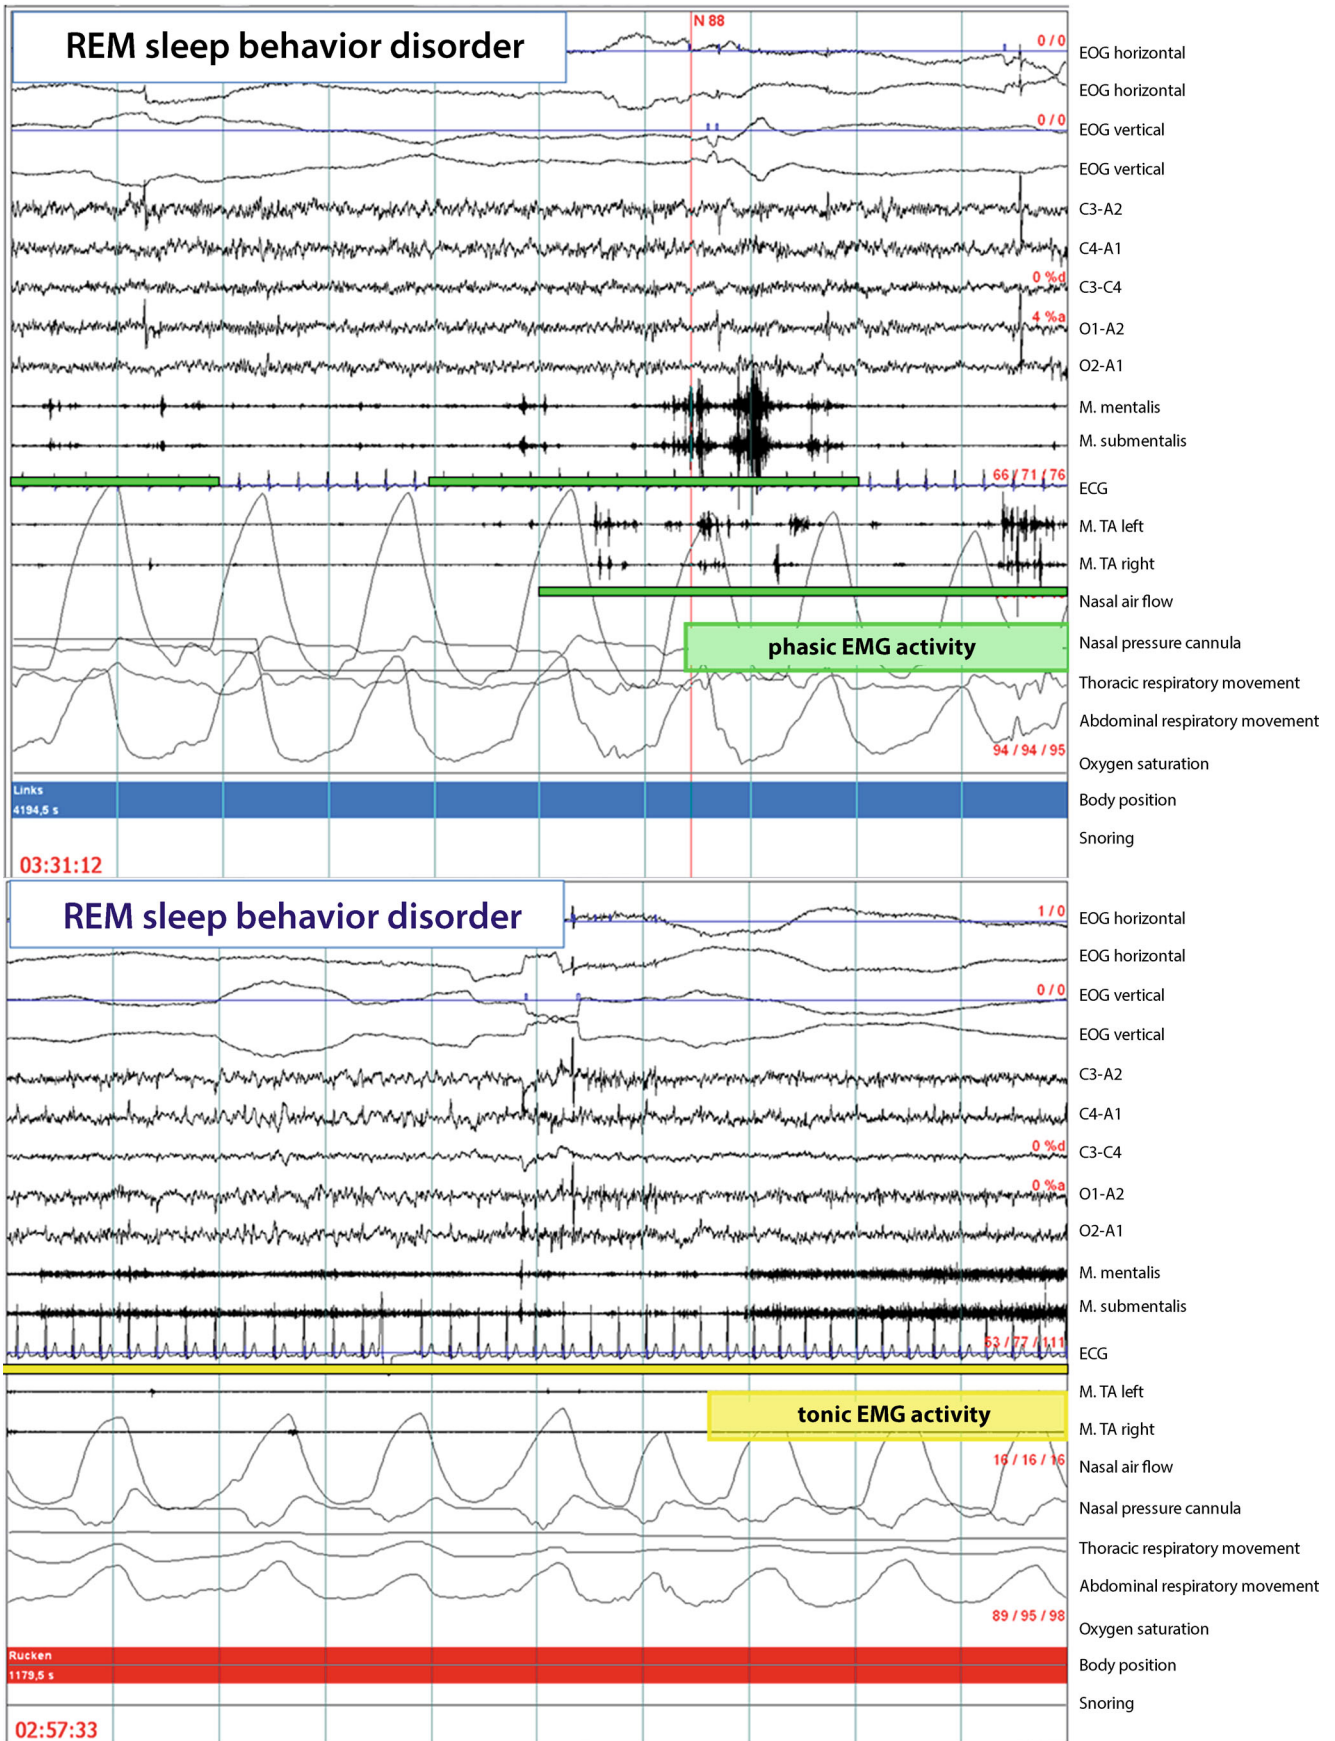 REM sleep behavior disorder
N 88
0 / 0
EOG horizontal
EOG horizontal
0 / 0
EOG vertical
EOG vertical
C3-A2
C4-A1
0 %d
C3-C4
4 %a
O1-A2
O2-A1
M. mentalis
M. submentalis
66 / 71 / 76
ECG
M. TA left
M. TA right
Nasal air flow
phasic EMG activity
Nasal pressure cannula
Thoracic respiratory movement
Abdominal respiratory movement
94 / 94 / 95
Oxygen saturation
Links
4194,5 s
Body position
Snoring
03:31:12
REM sleep behavior disorder
1 / 0
EOG horizontal
EOG horizontal
0 / 0
EOG vertical
EOG vertical
C3-A2
C4-A1
0 %d
C3-C4
0 %a
O1-A2
O2-A1
M. mentalis
M. submentalis
53 / 77 / 111
ECG
M. TA left
tonic EMG activity
M. TA right
16 / 16 / 16
Nasal air flow
Nasal pressure cannula
Thoracic respiratory movement
Abdominal respiratory movement
89 / 95 / 98
Oxygen saturation
Rucken
1179,5 s
Body position
Snoring
02:57:33